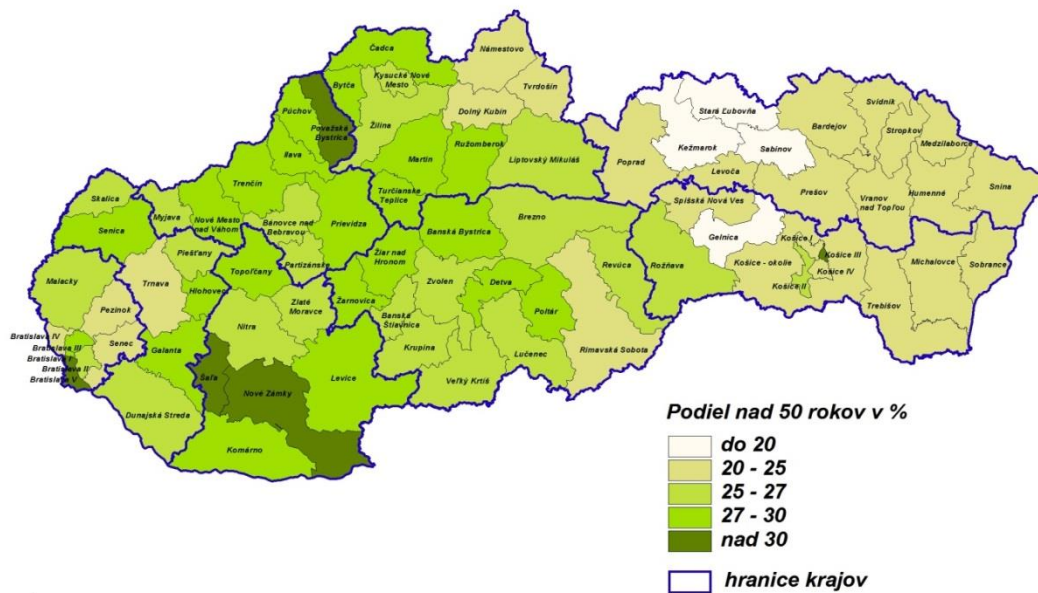 Čadca
Námestovo
Kysucké Nové
Mesto
Bytča
Tvrdošín
Púchov
Považská
Bystrica
Dolný Kubín
Žilina
Ilava
Martin
Ružomberok
Liptovský Mikuláš
Stará Ľubovňa
Kežmarok
Sabinov
Bardejov
Svidník
Stropkov
Medzilaborce
Poprad
Levoča
Prešov
Vranov
nad Topľou
Humenné
Snina
Skalica
Senica
Myjava
Nové Mesto
nad Váhom
Trenčín
Bánovce nad
Bebravou
Prievidza
Turčianske
Teplice
Banská Bystrica
Brezno
Spišská Nová Ves
Gelnica
Košice I
Košice III
Košice IV
Košice - okolie
Košice II
Michalovce
Sobrance
Trebišov
Piešťany
Topoľčany
Partizánske
Žiar nad
Hronom
Zvolen
Detva
Revúca
Rožňava
Malacky
Trnava
Hlohovec
Zlaté
Moravce
Nitra
Žarnovica
Banská
Štiavnica
Krupina
Poltár
Lučenec
Rimavská Sobota
Pezinok
Senec
Bratislava IV
Bratislava III
Bratislava I
Bratislava II
Bratislava V
Galanta
Šaľa
Nové Zámky
Levice
Veľký Krtíš
Dunajská Streda
Komárno
Podiel nad 50 rokov v %
do 20
20 - 25
25 - 27
27 - 30
nad 30
hranice krajov